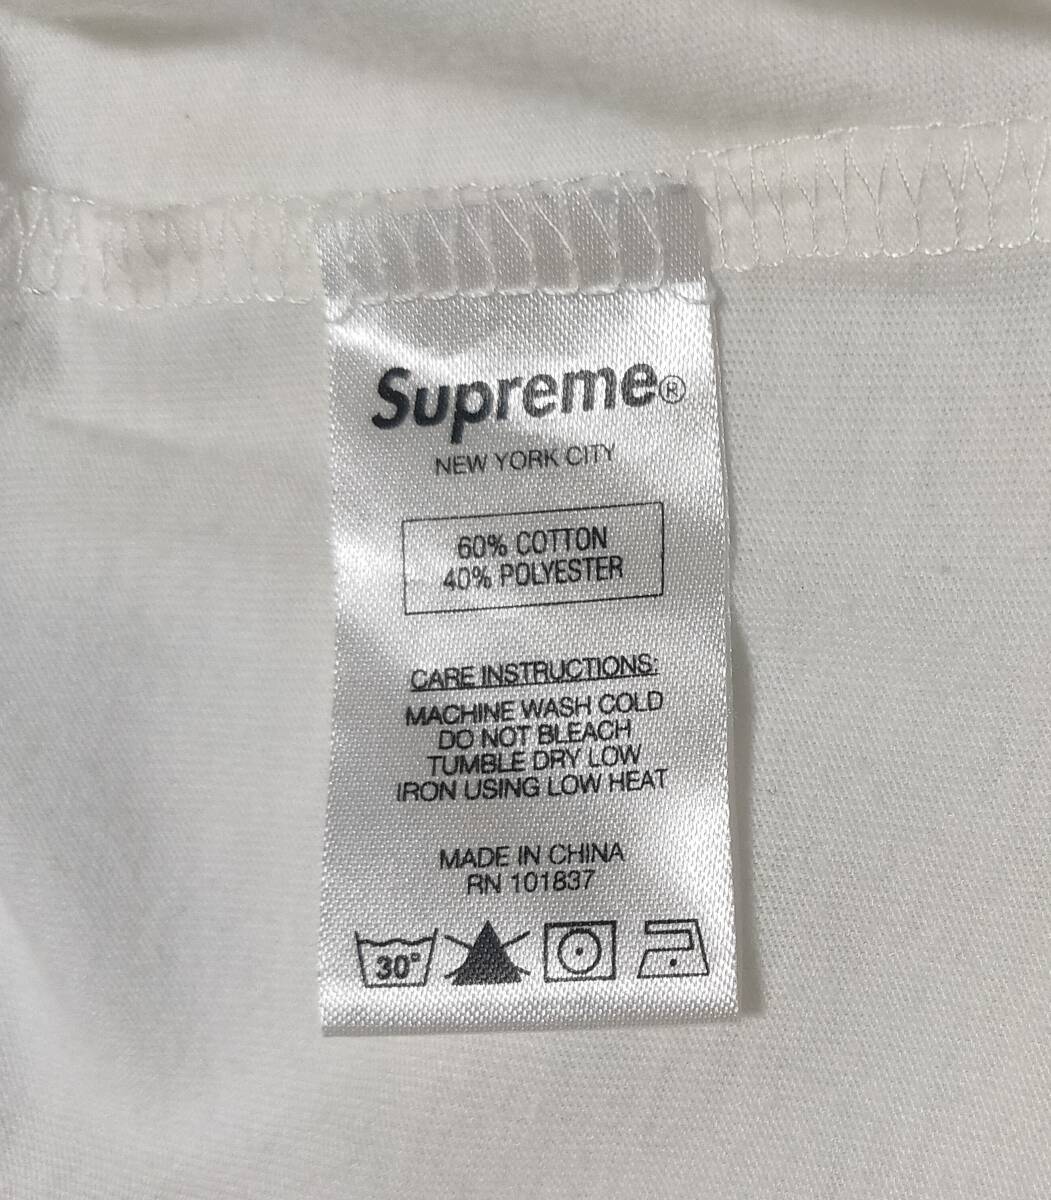 Supreme®
NEW YORK CITY
60% COTTON
40% POLYESTER
CARE INSTRUCTIONS:
MACHINE WASH COLD
DO NOT BLEACH
TUMBLE DRY LOW
IRON USING LOW HEAT
MADE IN CHINA
RN 101837
30°